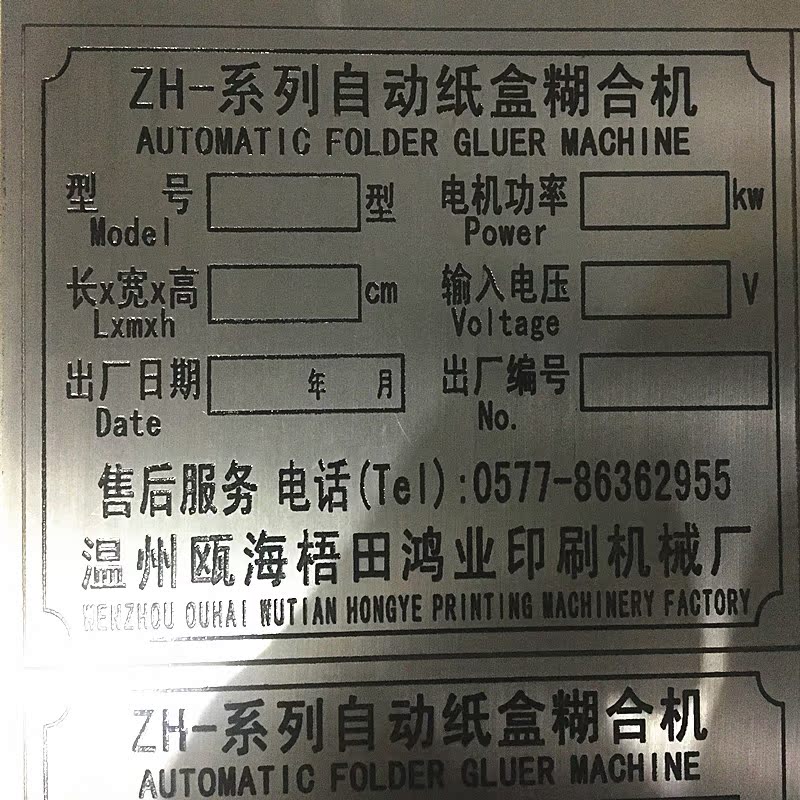 ZH-系列自动纸盒糊合机
AUTOMATIC FOLDER GLUER MACHINE
型 号 型 电机功率 kw
Model Power
长x宽x高 cm 输入电压 V
Lxmxh Voltage
出厂日期 年 月 出厂编号
Date No.
售后服务 电话(Tel):0577-86362955
温州瓯海梧田鸿业印刷机械厂
WENZHOU OUHAI WUTIAN HONGYE PRINTING MACHINERY FACTORY
ZH-系列自动纸盒糊合机
AUTOMATIC FOLDER GLUER MACHINE